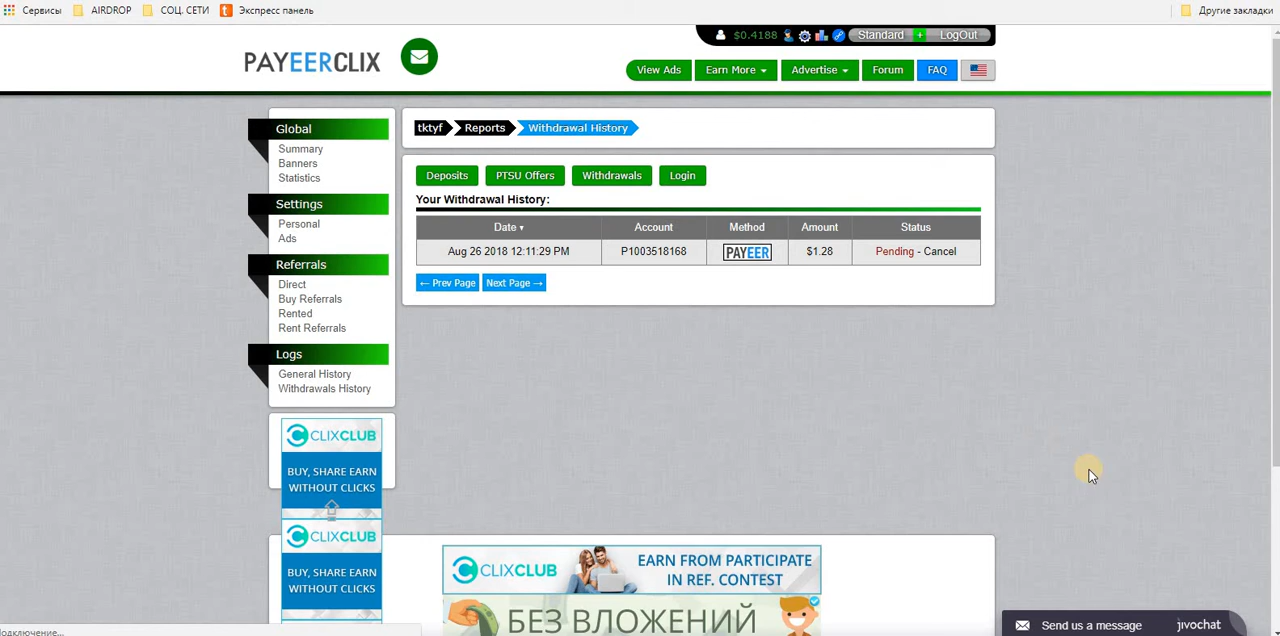 Сервисы AIRDROP СОЦ. СЕТИ Экспресс панель Другие закладки
$0.4188 Standard + LogOut
PAYEERCLIX
View Ads Earn More Advertise Forum FAQ
Global
Summary
Banners
Statistics
Settings
Personal
Ads
Referrals
Direct
Buy Referrals
Rented
Rent Referrals
Logs
General History
Withdrawals History
tktyf Reports Withdrawal History
Deposits PTSU Offers Withdrawals Login
Your Withdrawal History:
Date ▾ Account Method Amount Status
Aug 26 2018 12:11:29 PM P1003518168 PAYEER $1.28 Pending - Cancel
← Prev Page Next Page →
CLIXCLUB
BUY, SHARE EARN
WITHOUT CLICKS
CLIXCLUB
BUY, SHARE EARN
WITHOUT CLICKS
CLIXCLUB
EARN FROM PARTICIPATE
IN REF. CONTEST
БЕЗ ВЛОЖЕНИЙ
Send us a message jivochat